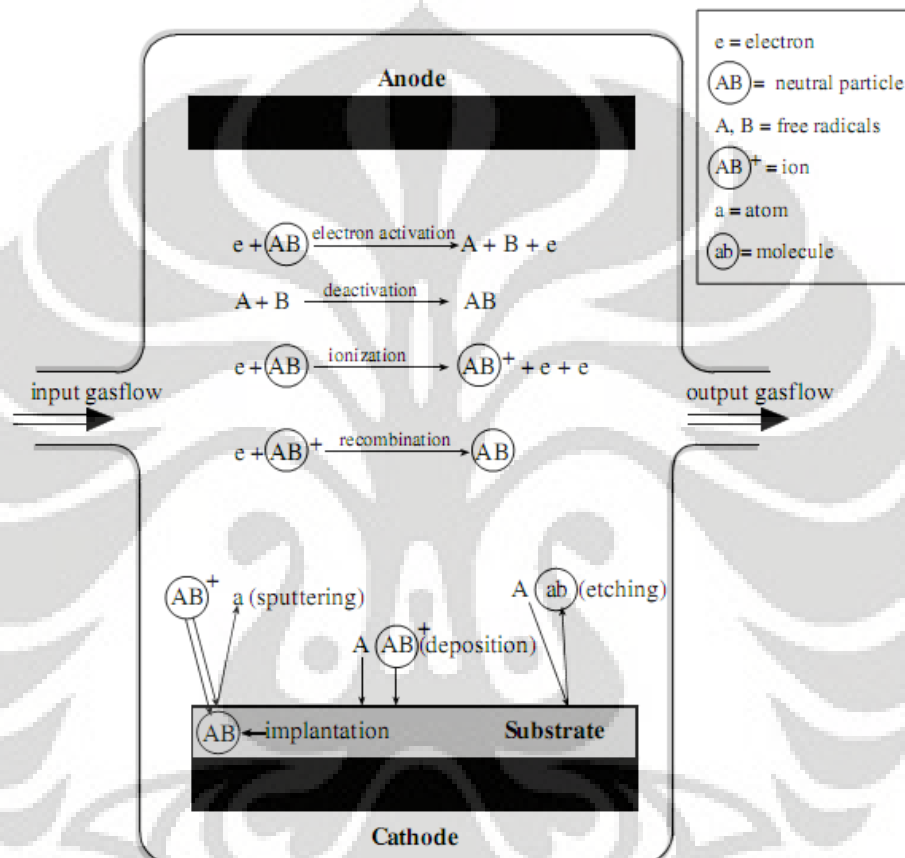 Anode
e + AB electron activation A + B + e
A + B deactivation AB
e + AB ionization AB+ + e + e
input gasflow
output gasflow
e + AB+ recombination AB
AB+ a (sputtering)
A AB+ (deposition)
A ab (etching)
AB implantation
Substrate
Cathode
e = electron
AB = neutral particle
A, B = free radicals
AB+ = ion
a = atom
ab = molecule